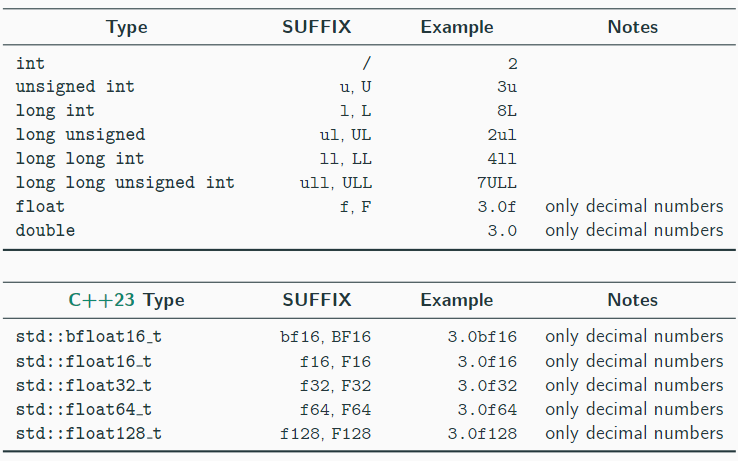 Type SUFFIX Example Notes
int / 2
unsigned int u, U 3u
long int l, L 8L
long unsigned ul, UL 2ul
long long int ll, LL 4ll
long long unsigned int ull, ULL 7ULL
float f, F 3.0f only decimal numbers
double 3.0 only decimal numbers
C++23 Type SUFFIX Example Notes
std::bfloat16_t bf16, BF16 3.0bf16 only decimal numbers
std::float16_t f16, F16 3.0f16 only decimal numbers
std::float32_t f32, F32 3.0f32 only decimal numbers
std::float64_t f64, F64 3.0f64 only decimal numbers
std::float128_t f128, F128 3.0f128 only decimal numbers